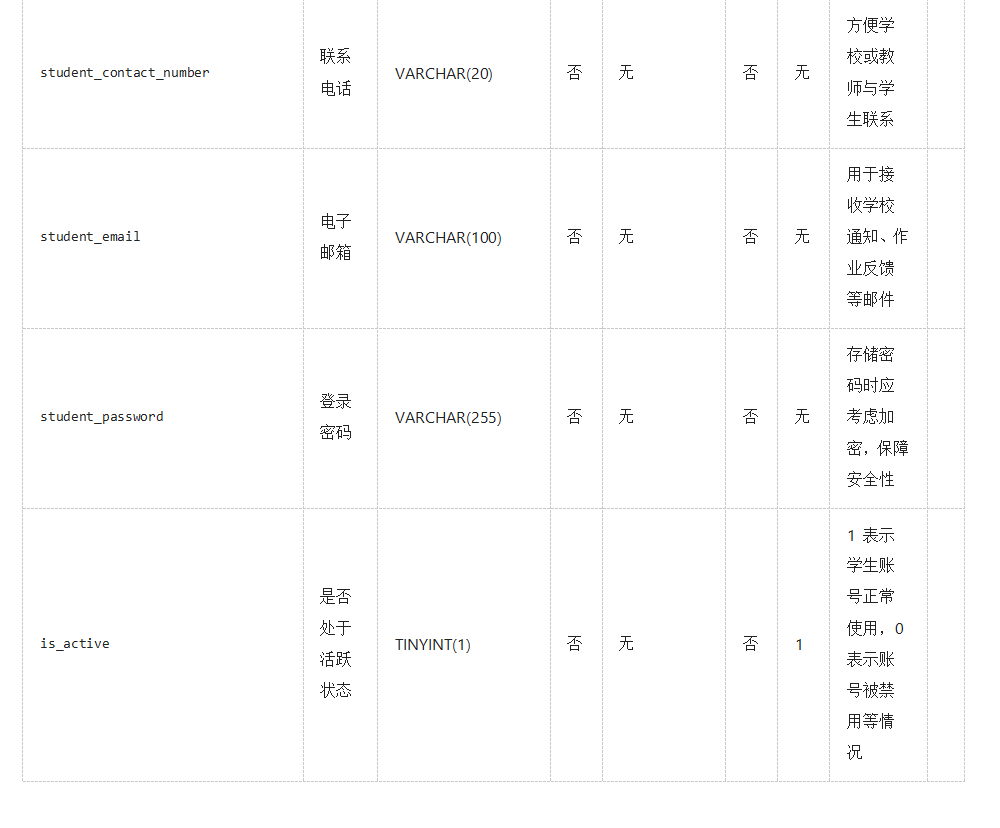 student_contact_number
联系
电话
VARCHAR(20)
否
无
否
无
方便学
校或教
师与学
生联系
student_email
电子
邮箱
VARCHAR(100)
否
无
否
无
用于接
收学校
通知、作
业反馈
等邮件
student_password
登录
密码
VARCHAR(255)
否
无
否
无
存储密
码时应
考虑加
密，保障
安全性
is_active
是否
处于
活跃
状态
TINYINT(1)
否
无
否
1
1 表示
学生账
号正常
使用，0
表示账
号被禁
用等情
况